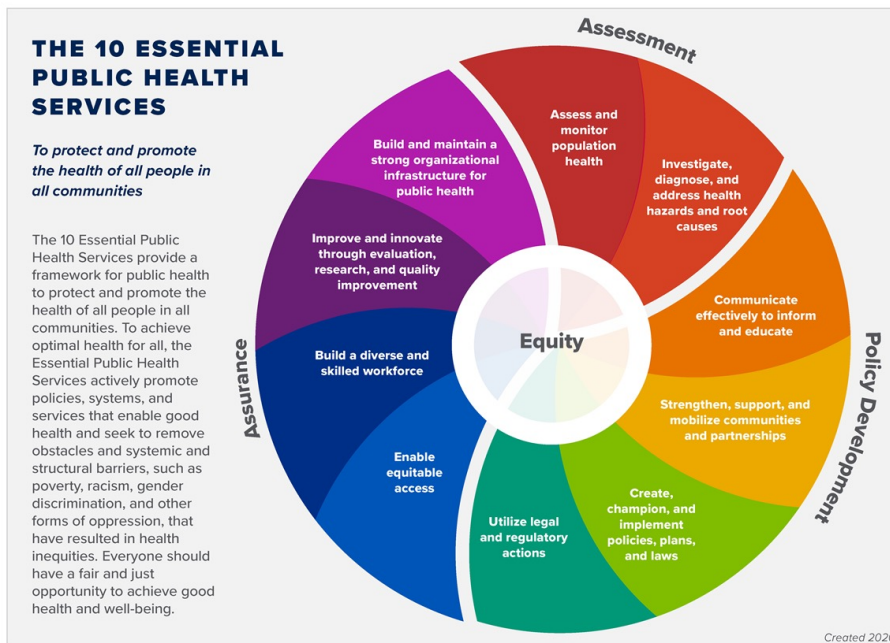 THE 10 ESSENTIAL
PUBLIC HEALTH
SERVICES
To protect and promote
the health of all people in
all communities
The 10 Essential Public
Health Services provide a
framework for public health
to protect and promote the
health of all people in all
communities. To achieve
optimal health for all, the
Essential Public Health
Services actively promote
policies, systems, and
services that enable good
health and seek to remove
obstacles and systemic and
structural barriers, such as
poverty, racism, gender
discrimination, and other
forms of oppression, that
have resulted in health
inequities. Everyone should
have a fair and just
opportunity to achieve good
health and well-being.
Assessment
Assess and
monitor
population
health
Investigate,
diagnose, and
address health
hazards and root
causes
Policy Development
Communicate
effectively to inform
and educate
Strengthen, support, and
mobilize communities
and partnerships
Create,
champion, and
implement
policies, plans,
and laws
Utilize legal
and regulatory
actions
Assurance
Enable
equitable
access
Build a diverse and
skilled workforce
Improve and innovate
through evaluation,
research, and quality
improvement
Build and maintain a
strong organizational
infrastructure for
public health
Equity
Created 2020